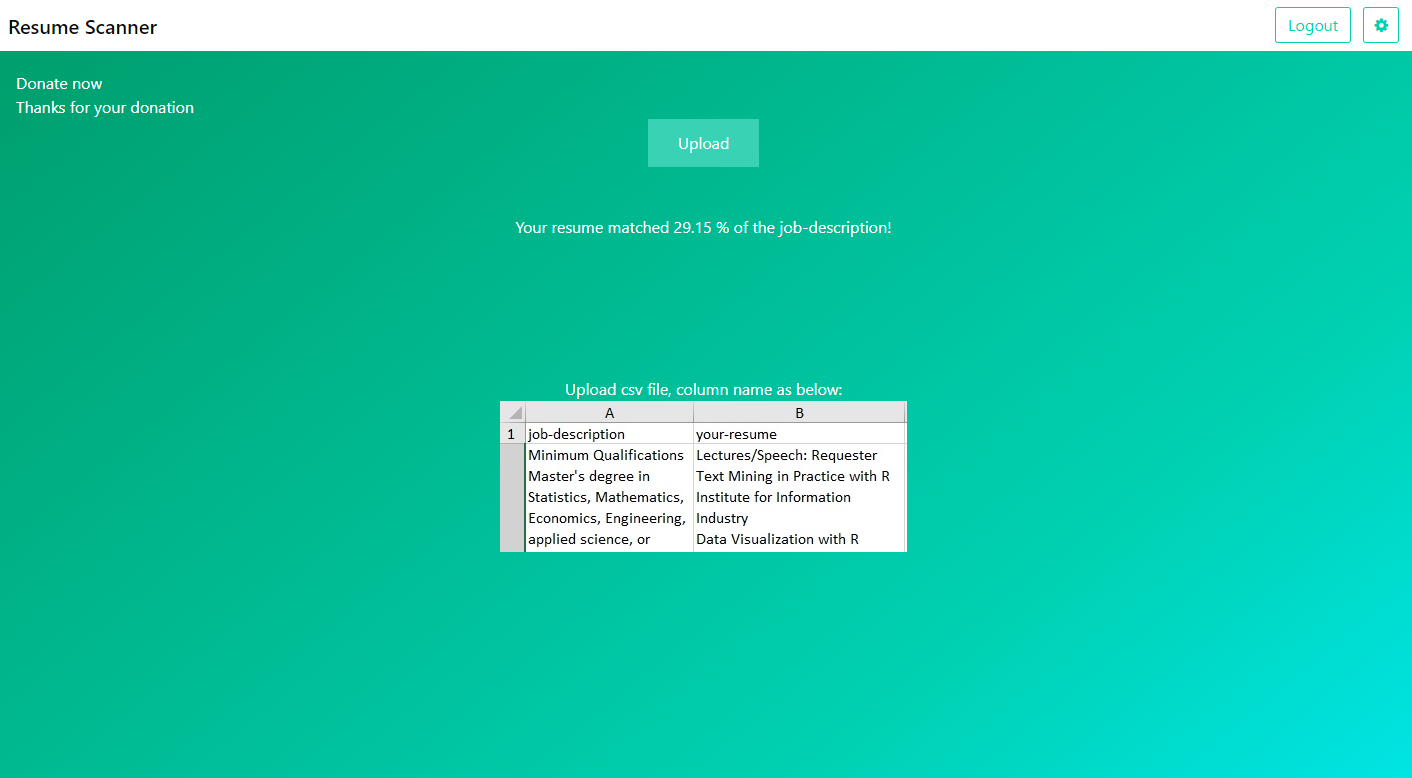 Resume Scanner
Logout
Donate now
Thanks for your donation
Upload
Your resume matched 29.15 % of the job-description!
Upload csv file, column name as below:
A B
1 job-description your-resume
Minimum Qualifications Lectures/Speech: Requester
Master's degree in Text Mining in Practice with R
Statistics, Mathematics, Institute for Information
Economics, Engineering, Industry
applied science, or Data Visualization with R